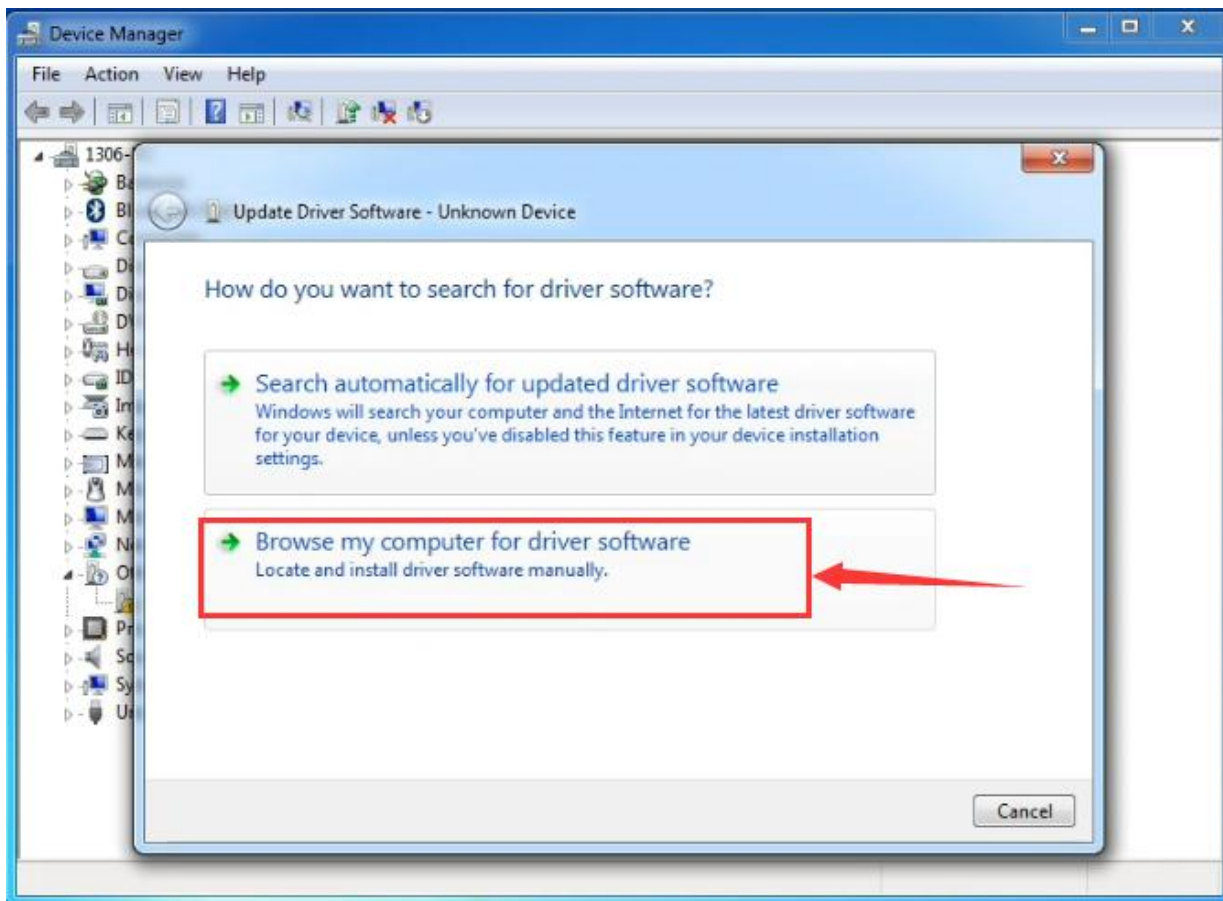 Device Manager
File Action View Help
1306-
Update Driver Software - Unknown Device
How do you want to search for driver software?
Search automatically for updated driver software
Windows will search your computer and the Internet for the latest driver software
for your device, unless you've disabled this feature in your device installation
settings.
Browse my computer for driver software
Locate and install driver software manually.
Cancel